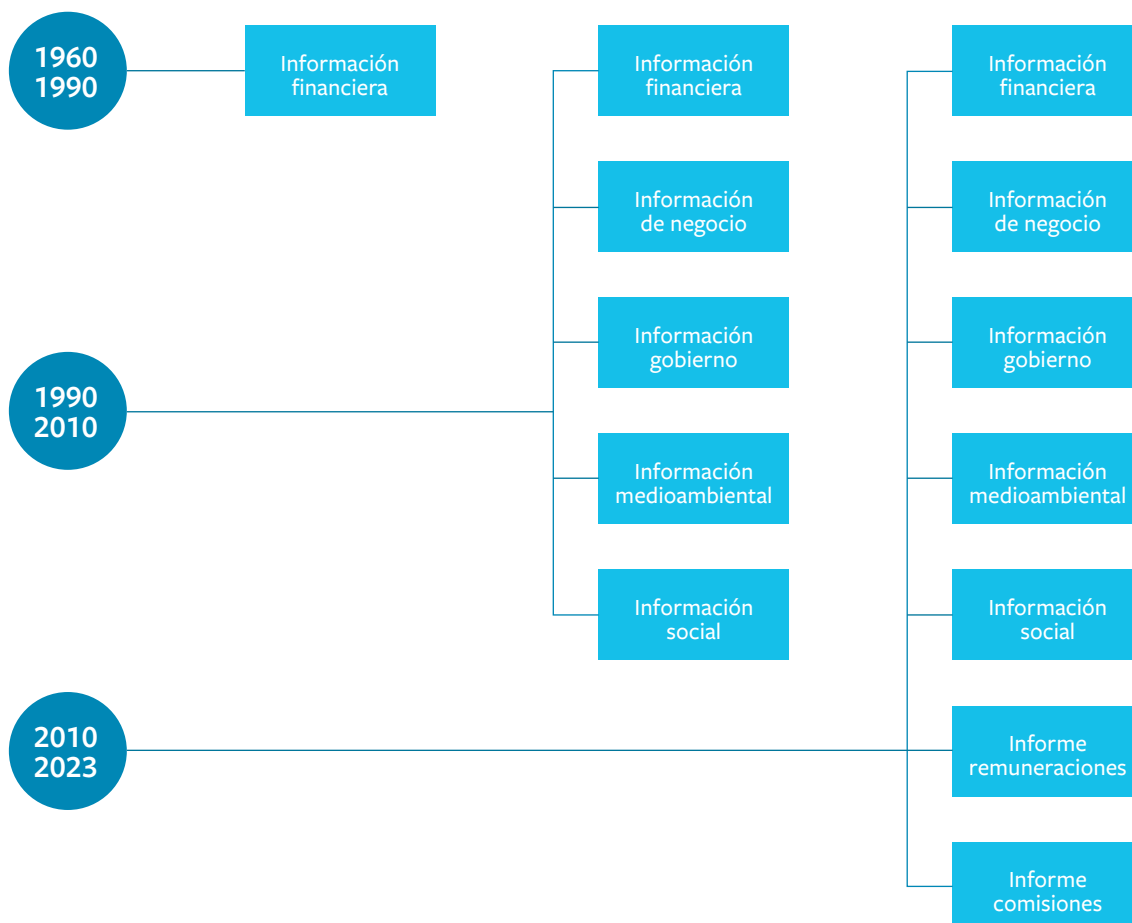 1960
1990
Información
financiera
Información
financiera
Información
financiera
Información
de negocio
Información
de negocio
Información
gobierno
Información
gobierno
1990
2010
Información
medioambiental
Información
medioambiental
Información
social
Información
social
2010
2023
Informe
remuneraciones
Informe
comisiones